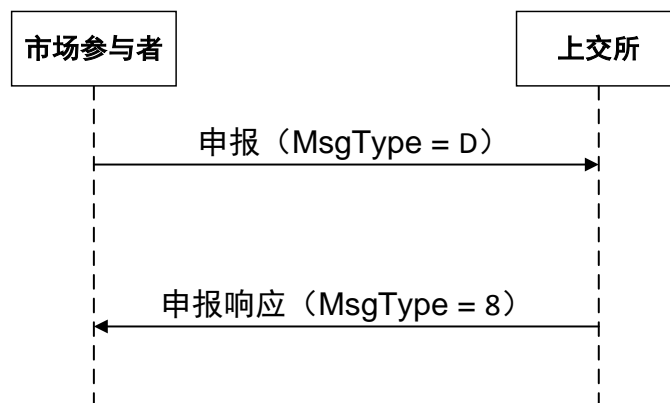 市场参与者
上交所
申报（MsgType = D）
申报响应（MsgType = 8）